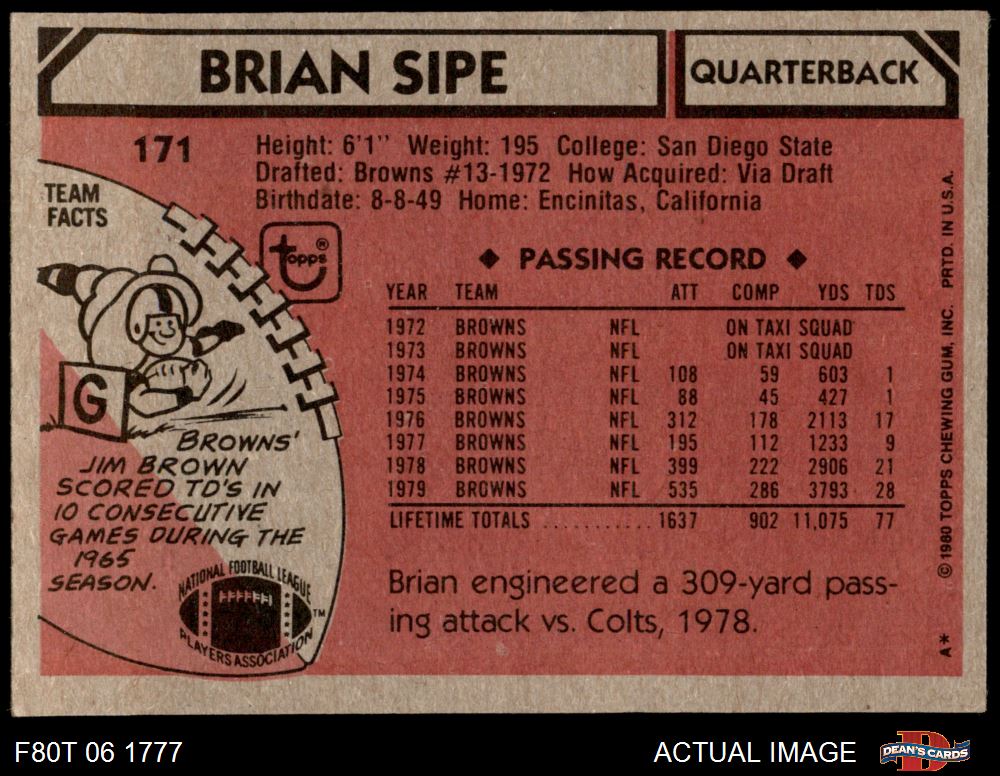 BRIAN SIPE
QUARTERBACK
171
Height: 6'1" Weight: 195 College: San Diego State
Drafted: Browns #13-1972 How Acquired: Via Draft
Birthdate: 8-8-49 Home: Encinitas, California
TEAM
FACTS
topps®
◆ PASSING RECORD ◆
YEAR TEAM ATT COMP YDS TDS
1972 BROWNS NFL ON TAXI SQUAD
1973 BROWNS NFL ON TAXI SQUAD
1974 BROWNS NFL 108 59 603 1
1975 BROWNS NFL 88 45 427 1
1976 BROWNS NFL 312 178 2113 17
1977 BROWNS NFL 195 112 1233 9
1978 BROWNS NFL 399 222 2906 21
1979 BROWNS NFL 535 286 3793 28
LIFETIME TOTALS ........... 1637 902 11,075 77
G
BROWNS'
JIM BROWN
SCORED TD'S IN
10 CONSECUTIVE
GAMES DURING THE
1965
SEASON.
NATIONAL FOOTBALL LEAGUE
TM
PLAYERS ASSOCIATION
Brian engineered a 309-yard pass-
ing attack vs. Colts, 1978.
A* © 1980 TOPPS CHEWING GUM, INC. PRTD. IN U.S.A.
F80T 06 1777
ACTUAL IMAGE
D
DEAN'S CARDS